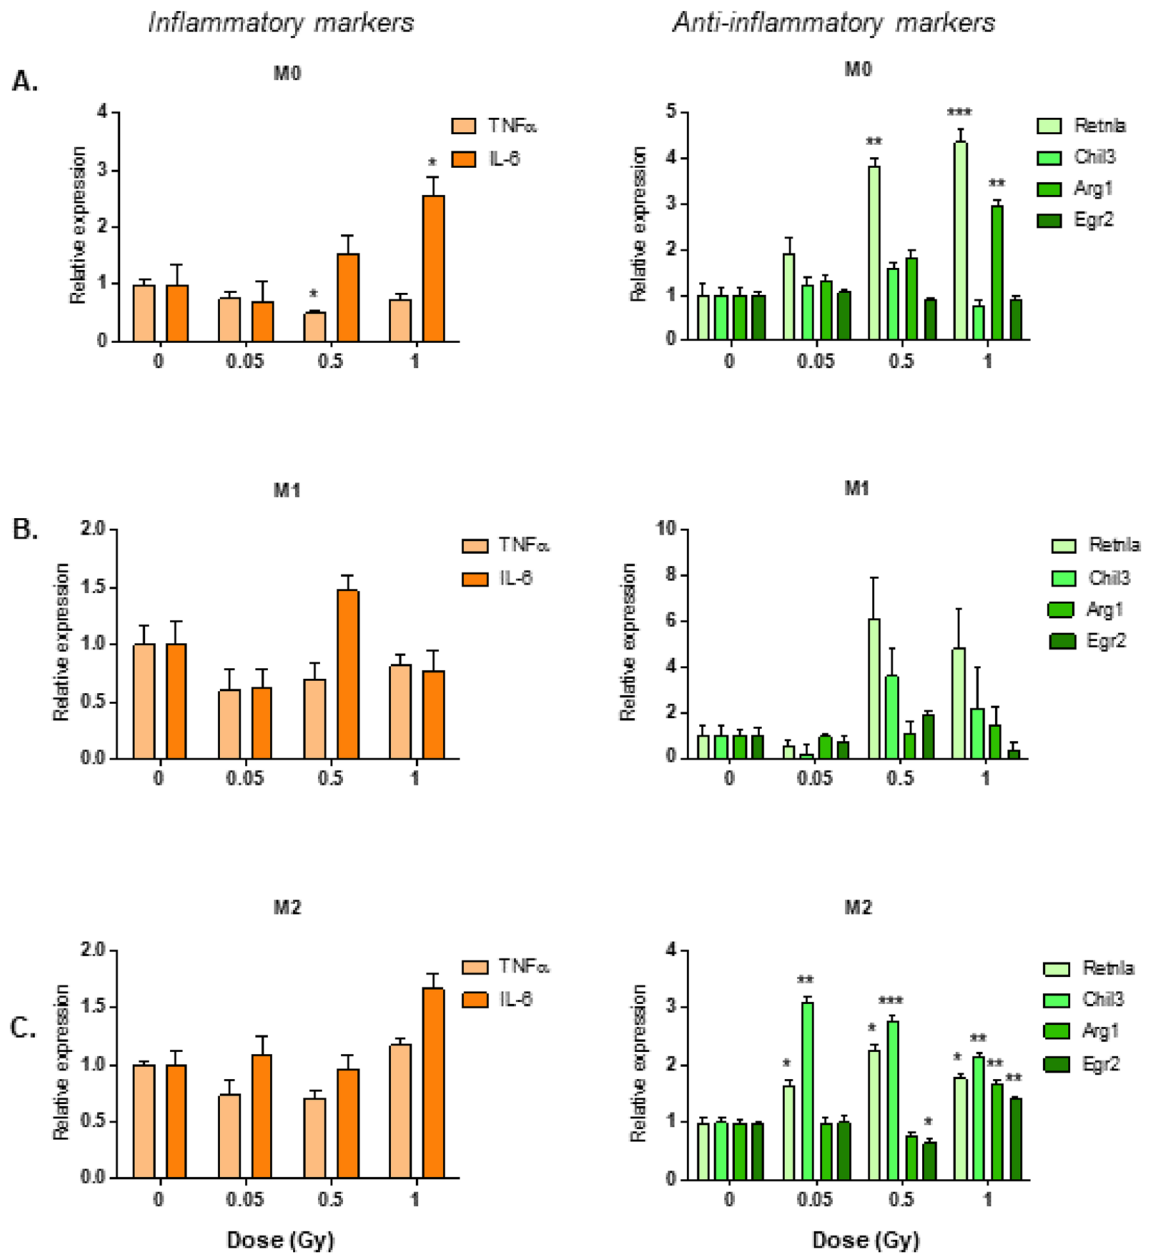 Inflammatory markers
Anti-inflammatory markers
A.
M0
Relative expression
4
3
2
1
0
*
*
0
0.05
0.5
1
TNFα
IL-6
M0
Relative expression
5
4
3
2
1
0
**
***
**
0
0.05
0.5
1
Retnla
Chil3
Arg1
Egr2
B.
M1
Relative expression
2.0
1.5
1.0
0.5
0.0
0
0.05
0.5
1
TNFα
IL-6
M1
Relative expression
10
8
6
4
2
0
0
0.05
0.5
1
Retnla
Chil3
Arg1
Egr2
C.
M2
Relative expression
2.0
1.5
1.0
0.5
0.0
0
0.05
0.5
1
Dose (Gy)
TNFα
IL-6
M2
Relative expression
4
3
2
1
0
*
**
*
***
*
*
**
**
**
0
0.05
0.5
1
Dose (Gy)
Retnla
Chil3
Arg1
Egr2